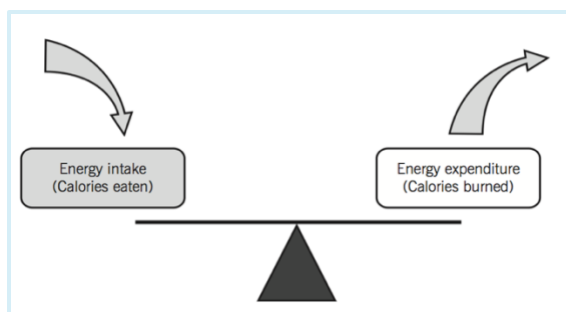 Energy intake
(Calories eaten)
Energy expenditure
(Calories burned)